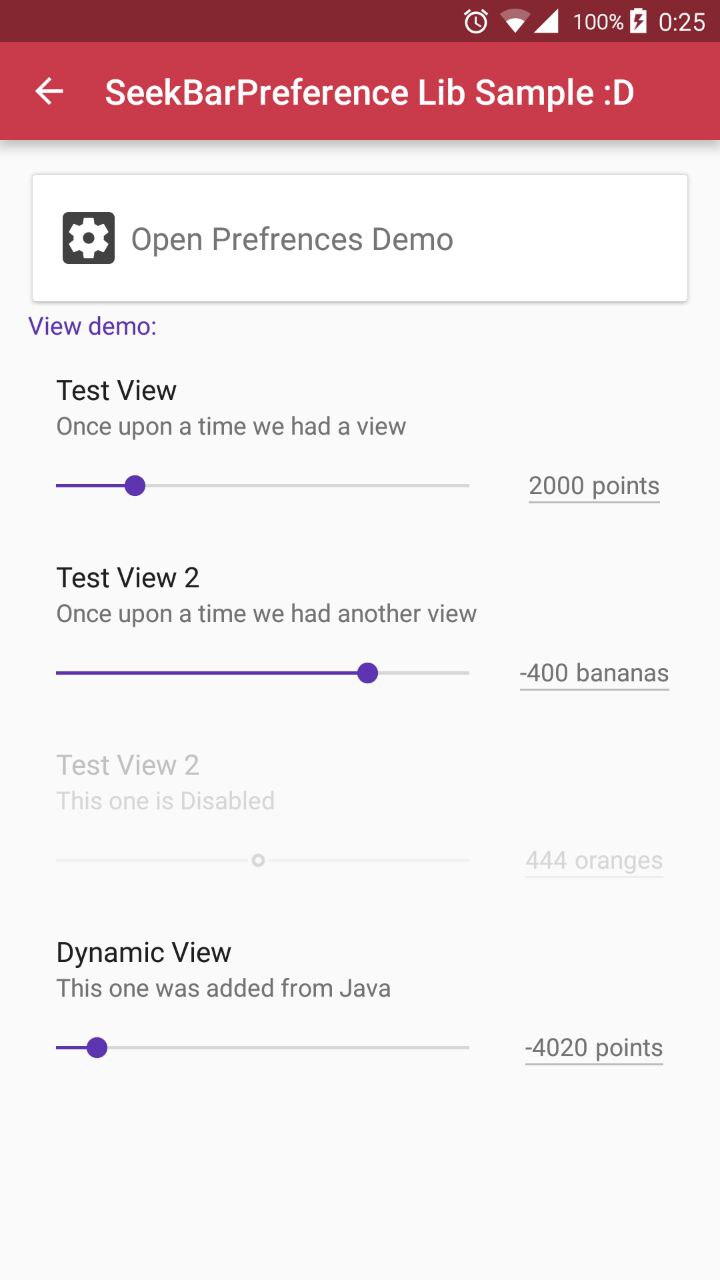 100% 0:25
SeekBarPreference Lib Sample :D
Open Prefrences Demo
View demo:
Test View
Once upon a time we had a view
2000 points
Test View 2
Once upon a time we had another view
-400 bananas
Test View 2
This one is Disabled
444 oranges
Dynamic View
This one was added from Java
-4020 points